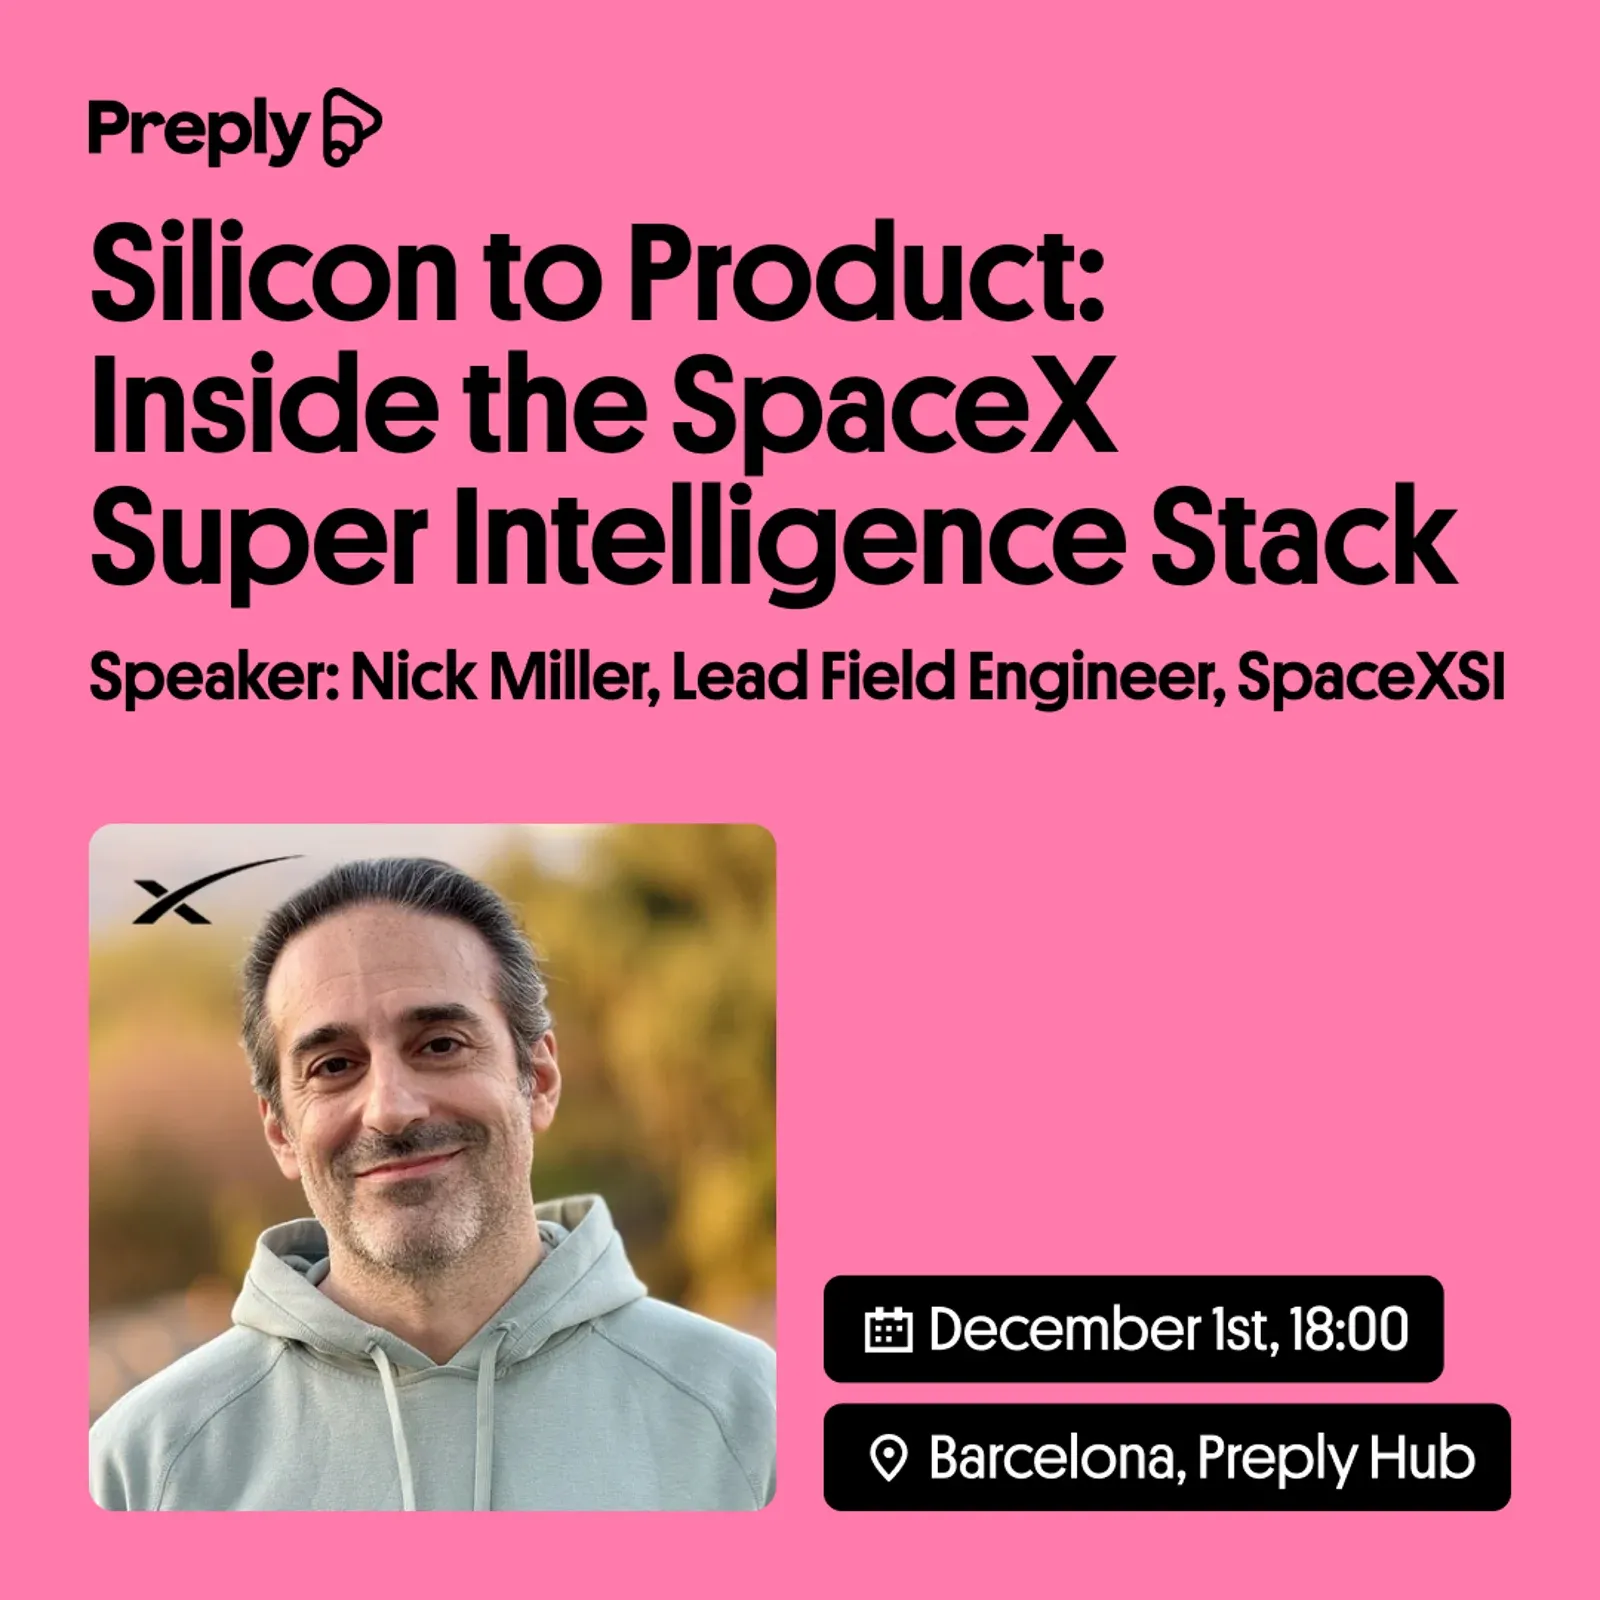 Preply
Silicon to Product:
Inside the SpaceX
Super Intelligence Stack
Speaker: Nick Miller, Lead Field Engineer, SpaceXSI
December 1st, 18:00
Barcelona, Preply Hub